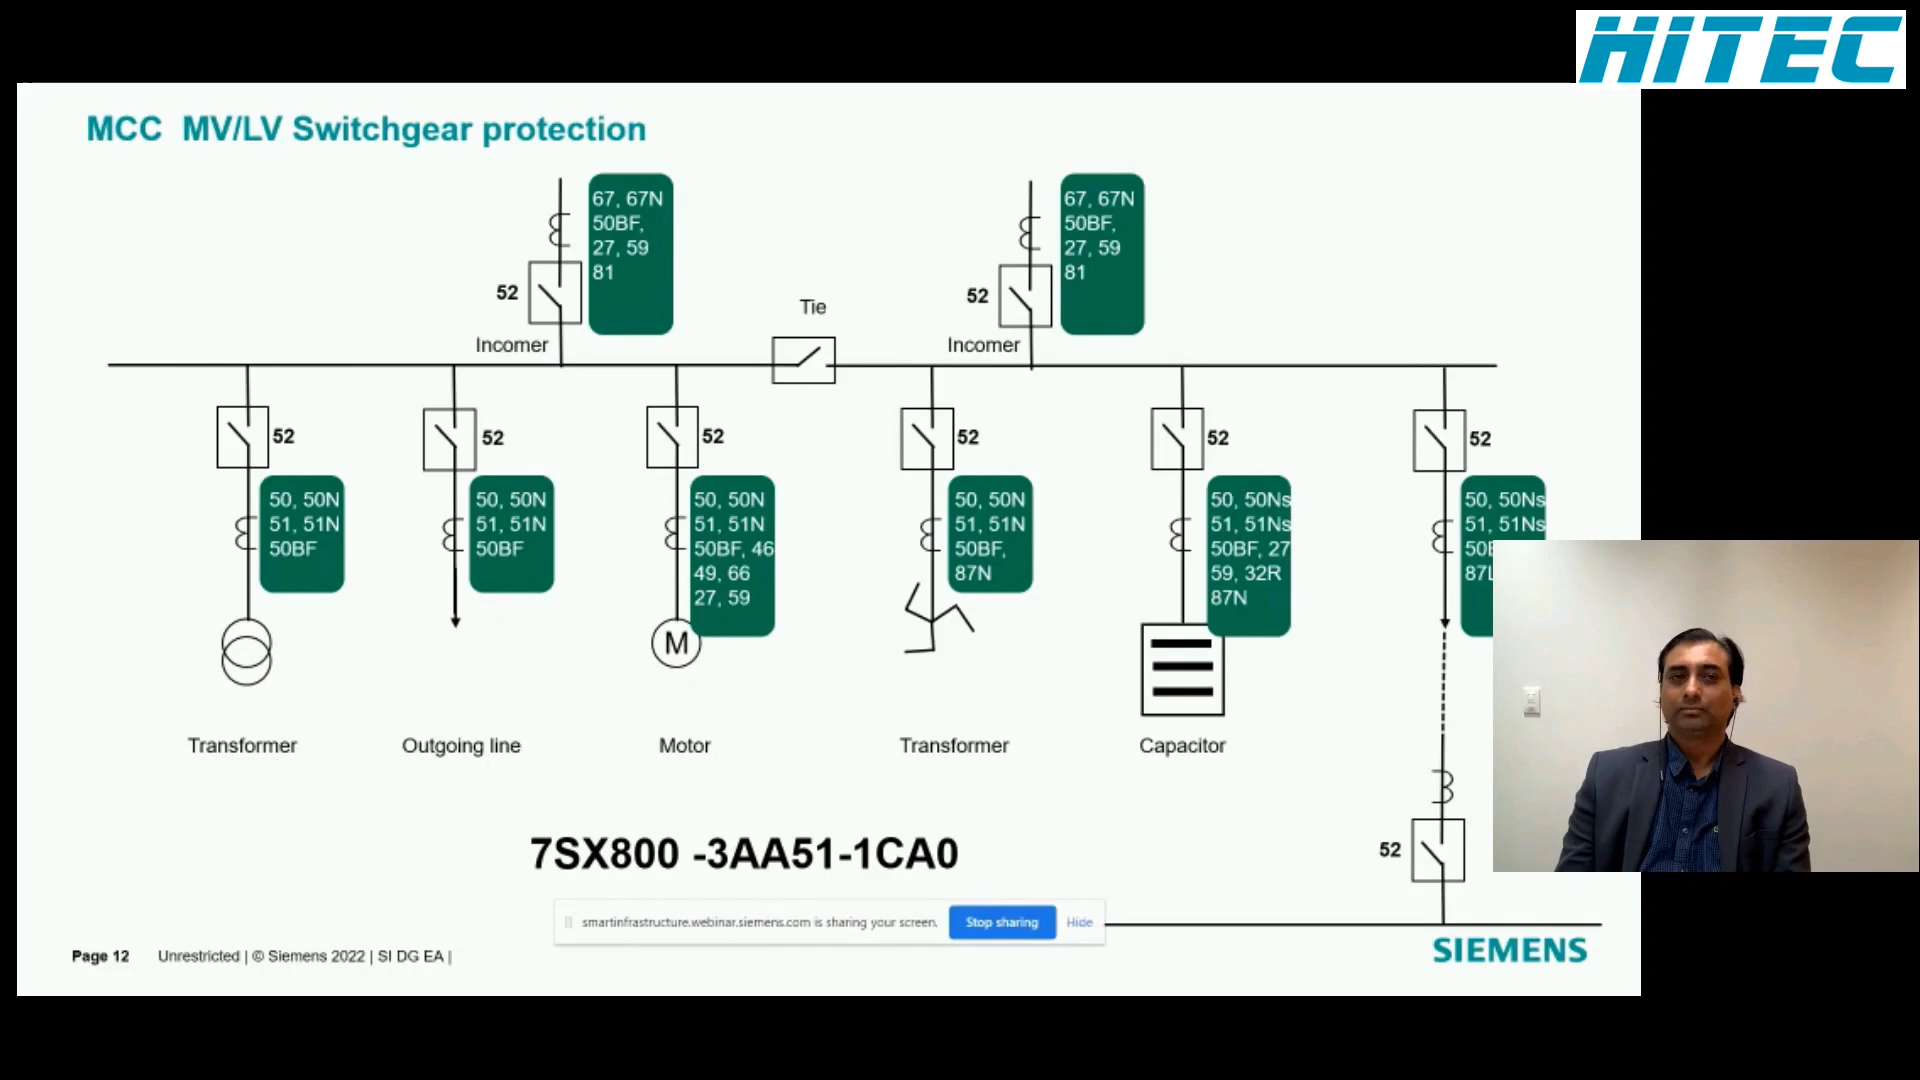 HITEC
MCC MV/LV Switchgear protection
67, 67N
50BF,
27, 59
81
52
Incomer
Tie
67, 67N
50BF,
27, 59
81
52
Incomer
52
50, 50N
51, 51N
50BF
Transformer
52
50, 50N
51, 51N
50BF
Outgoing line
52
50, 50N
51, 51N
50BF, 46
49, 66
27, 59
M
Motor
52
50, 50N
51, 51N
50BF,
87N
Transformer
52
50, 50Ns
51, 51Ns
50BF, 27
59, 32R
87N
Capacitor
52
50, 50Ns
51, 51Ns
52
7SX800 -3AA51-1CA0
smartinfrastructure.webinar.siemens.com is sharing your screen.
Stop sharing
Hide
Page 12 Unrestricted | © Siemens 2022 | SI DG EA |
SIEMENS